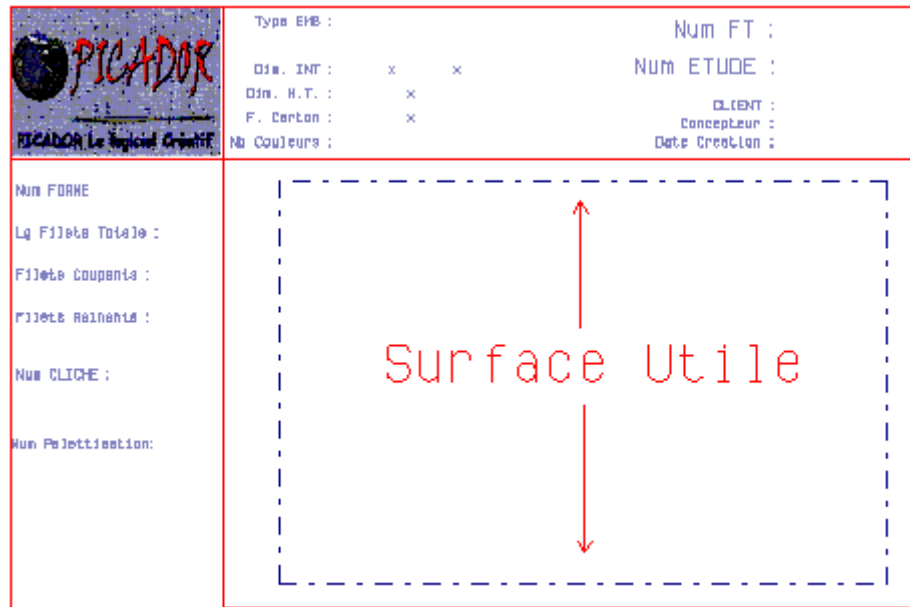 PICADOR
PICADOR Le logiciel Créatif
Type EMB :
Dim. INT : x x
Dim. H.T. : x
F. Carton : x
Nb Couleurs :
Num FT :
Num ETUDE :
CLIENT :
Concepteur :
Date Creation :
Num FORME
Lg Filets Totale :
Filets Coupants :
Filets Rainants :
Num CLICHE :
Num Palettisation:
Surface Utile